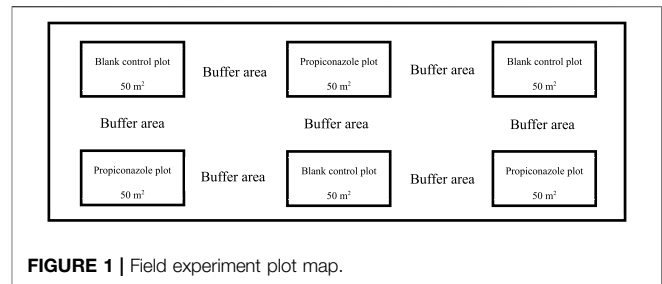 Blank control plot
50 m²
Buffer area
Propiconazole plot
50 m²
Buffer area
Blank control plot
50 m²
Buffer area
Buffer area
Buffer area
Propiconazole plot
50 m²
Buffer area
Blank control plot
50 m²
Buffer area
Propiconazole plot
50 m²
FIGURE 1 | Field experiment plot map.